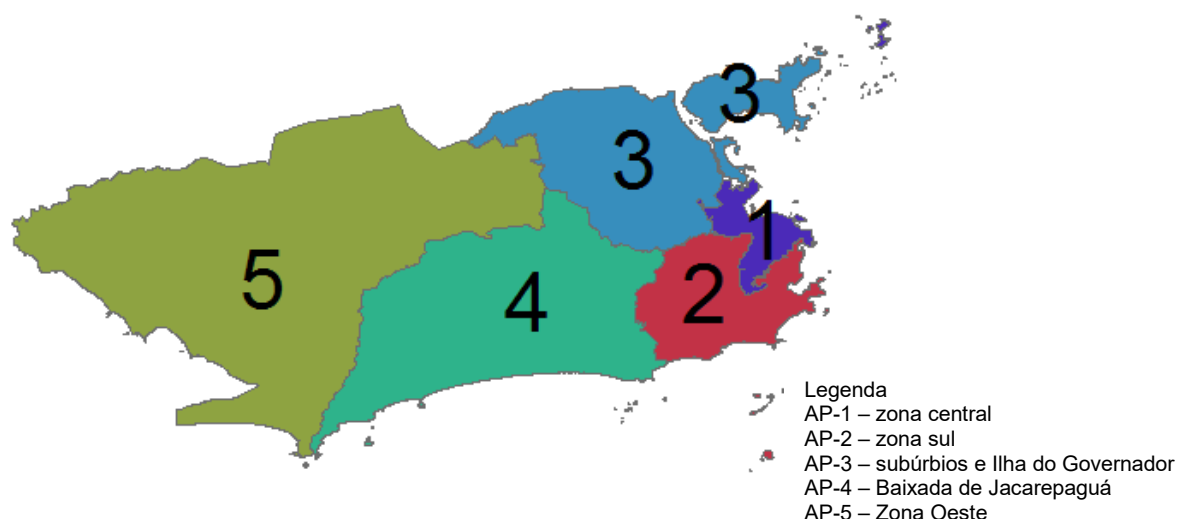 3
3
1
5
4
2
Legenda
AP-1 – zona central
AP-2 – zona sul
AP-3 – subúrbios e Ilha do Governador
AP-4 – Baixada de Jacarepaguá
AP-5 – Zona Oeste